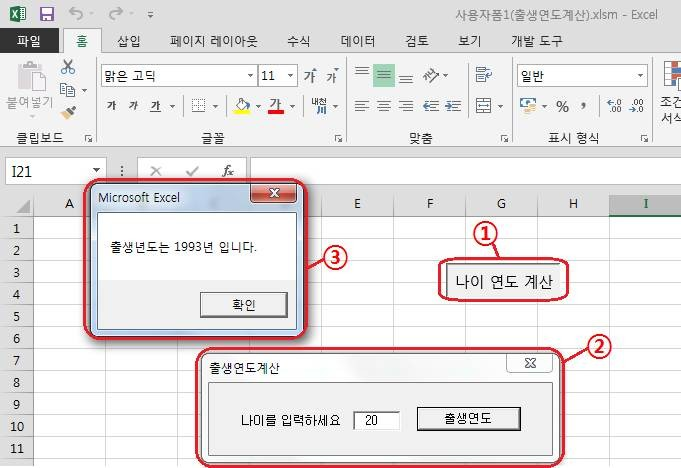 사용자폼1(출생연도계산).xlsm - Excel
파일 홈 삽입 페이지 레이아웃 수식 데이터 검토 보기 개발 도구
붙여넣기
맑은 고딕 11 가 가
가 가 가 가 내천
일반
% , .0 .00 .00 .0
조건
서식
클립보드 글꼴 맞춤 표시 형식
I21 fx
A E F G H I
1
2
3
4
5
6
7
8
9
10
11
Microsoft Excel
출생년도는 1993년 입니다.
확인
③
①
나이 연도 계산
②
출생연도계산
나이를 입력하세요 20 출생연도